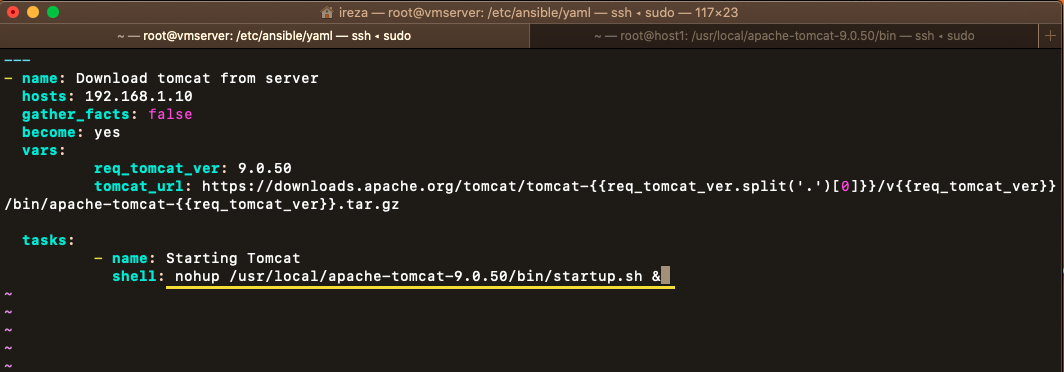 ireza — root@vmserver: /etc/ansible/yaml — ssh ◂ sudo — 117×23
~ — root@vmserver: /etc/ansible/yaml — ssh ◂ sudo
~ — root@host1: /usr/local/apache-tomcat-9.0.50/bin — ssh ◂ sudo
+
---
- name: Download tomcat from server
  hosts: 192.168.1.10
  gather_facts: false
  become: yes
  vars:
          req_tomcat_ver: 9.0.50
          tomcat_url: https://downloads.apache.org/tomcat/tomcat-{{req_tomcat_ver.split('.')[0]}}/v{{req_tomcat_ver}}
/bin/apache-tomcat-{{req_tomcat_ver}}.tar.gz
  tasks:
          - name: Starting Tomcat
            shell: nohup /usr/local/apache-tomcat-9.0.50/bin/startup.sh &
~
~
~
~
~